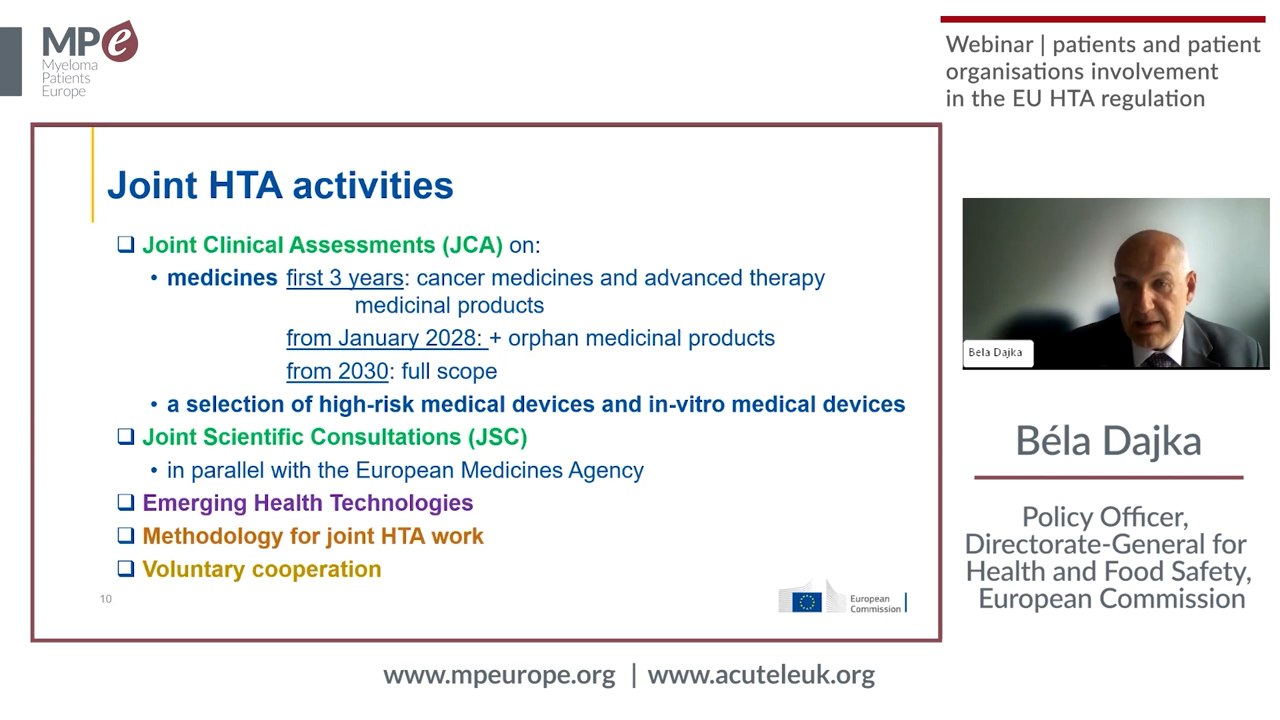 MPe
Myeloma
Patients
Europe
Webinar | patients and patient
organisations involvement
in the EU HTA regulation
Joint HTA activities
Joint Clinical Assessments (JCA) on:
• medicines first 3 years: cancer medicines and advanced therapy
medicinal products
from January 2028: + orphan medicinal products
from 2030: full scope
• a selection of high-risk medical devices and in-vitro medical devices
Joint Scientific Consultations (JSC)
• in parallel with the European Medicines Agency
Emerging Health Technologies
Methodology for joint HTA work
Voluntary cooperation
10
European
Commission
Bela Dajka
Béla Dajka
Policy Officer,
Directorate-General for
Health and Food Safety,
European Commission
www.mpeurope.org | www.acuteleuk.org